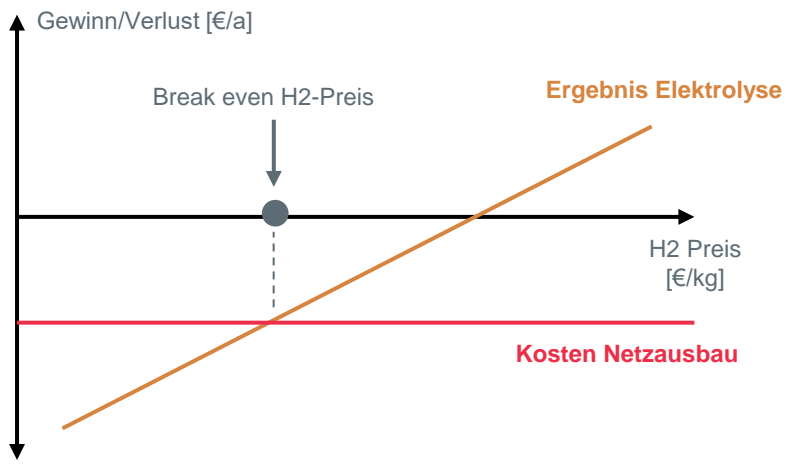 Gewinn/Verlust [€/a]
Break even H2-Preis
Ergebnis Elektrolyse
H2 Preis
[€/kg]
Kosten Netzausbau